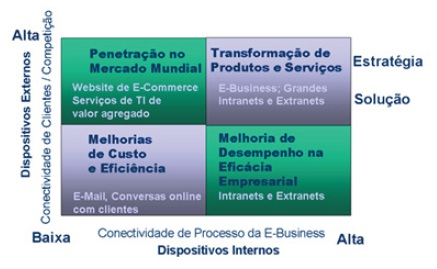 Alta
Dispositivos Externos
Conectividade de Clientes / Competição
Penetração no
Mercado Mundial
Website de E-Commerce
Serviços de TI de
valor agregado
Transformação de
Produtos e Serviços
E-Business; Grandes
Intranets e Extranets
Estratégia
Solução
Melhorias
de Custo
e Eficiência
E-Mail, Conversas online
com clientes
Melhoria de
Desempenho na
Eficácia
Empresarial
Intranets e Extranets
Baixa
Conectividade de Processo da E-Business
Dispositivos Internos
Alta